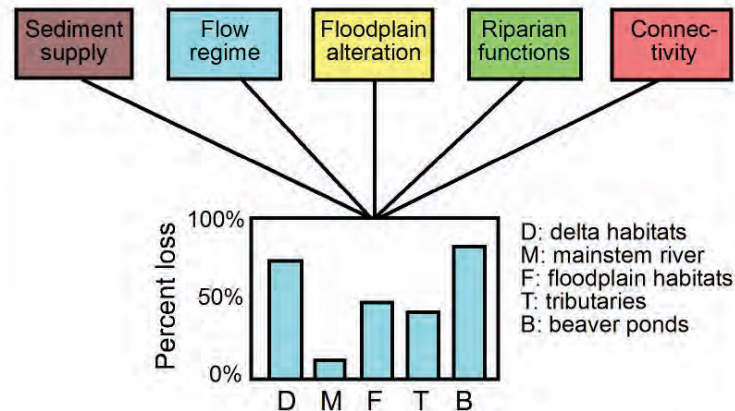 Sediment
supply
Flow
regime
Floodplain
alteration
Riparian
functions
Connec-
tivity
100%
50%
0%
Percent loss
D M F T B
D: delta habitats
M: mainstem river
F: floodplain habitats
T: tributaries
B: beaver ponds